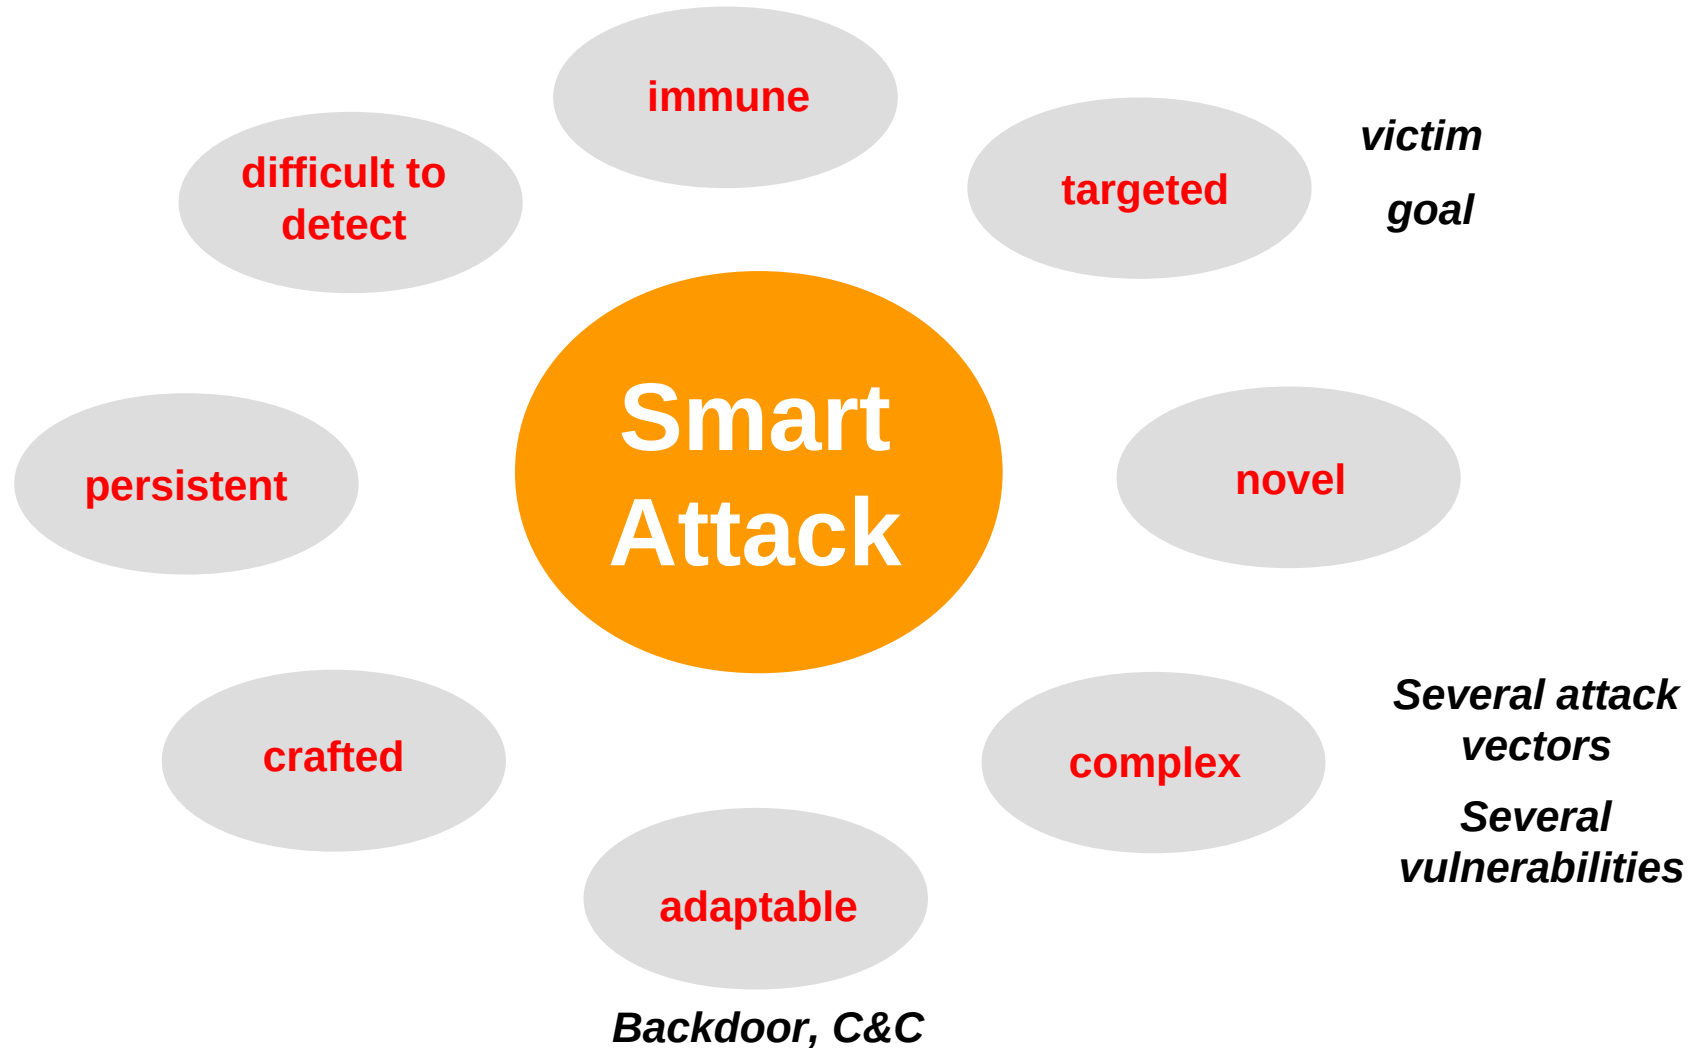 immune
difficult to
detect
targeted
victim
goal
Smart
Attack
persistent
novel
crafted
complex
Several attack
vectors
Several
vulnerabilities
adaptable
Backdoor, C&C